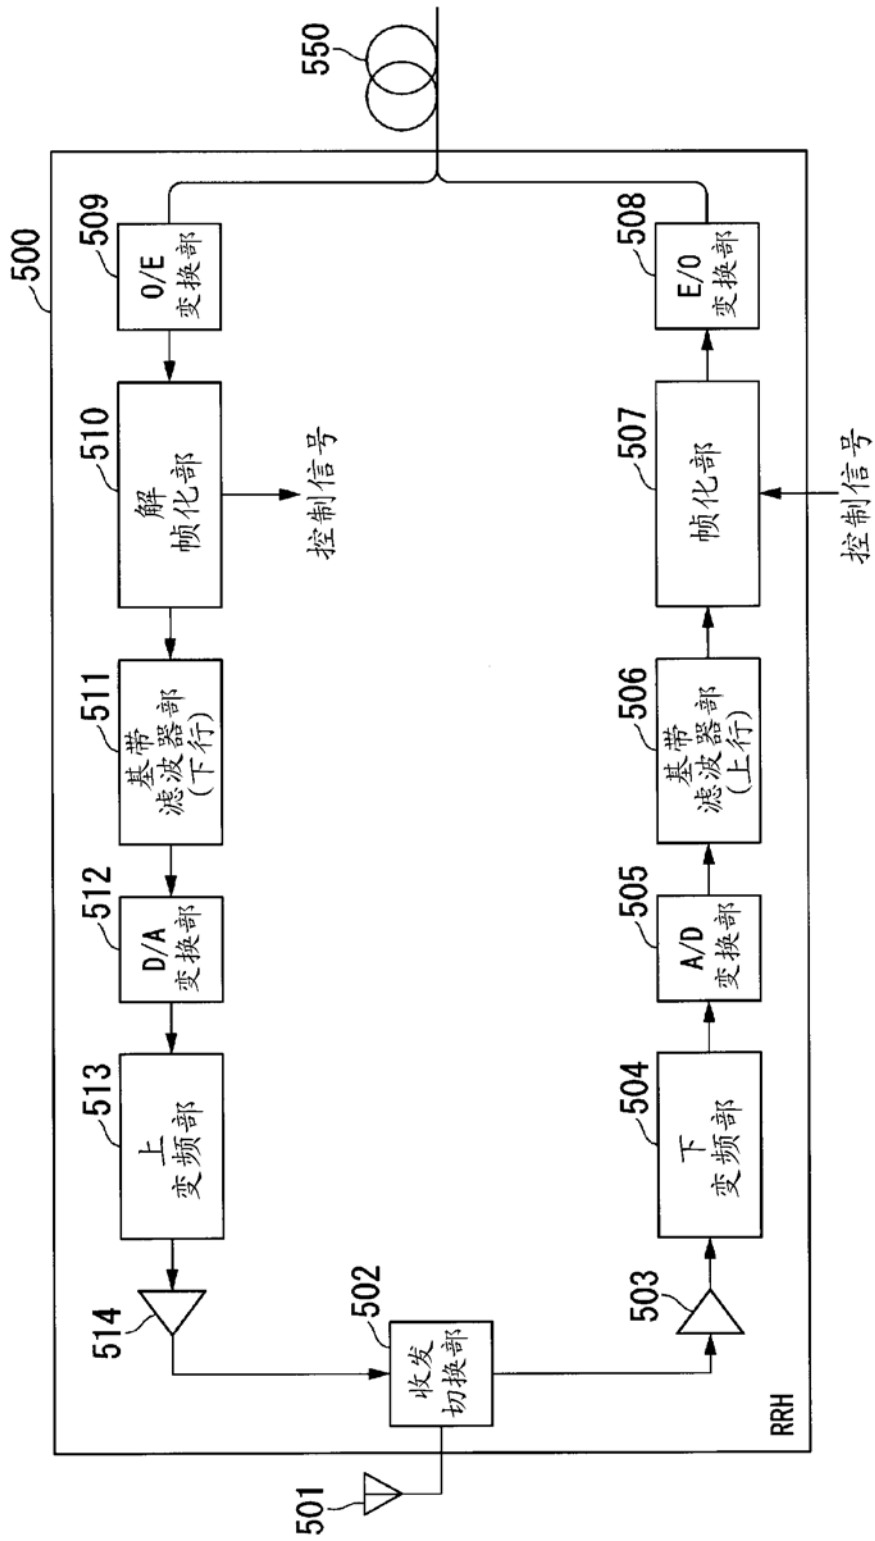 500
501
502
收发
切换部
503
504
下
变频部
505
A/D
变换部
506
基带
滤波器部
(上行)
507
帧化部
控制信号
508
E/O
变换部
550
509
O/E
变换部
510
解
帧化部
控制信号
511
基带
滤波器部
(下行)
512
D/A
变换部
513
上
变频部
514
RRH